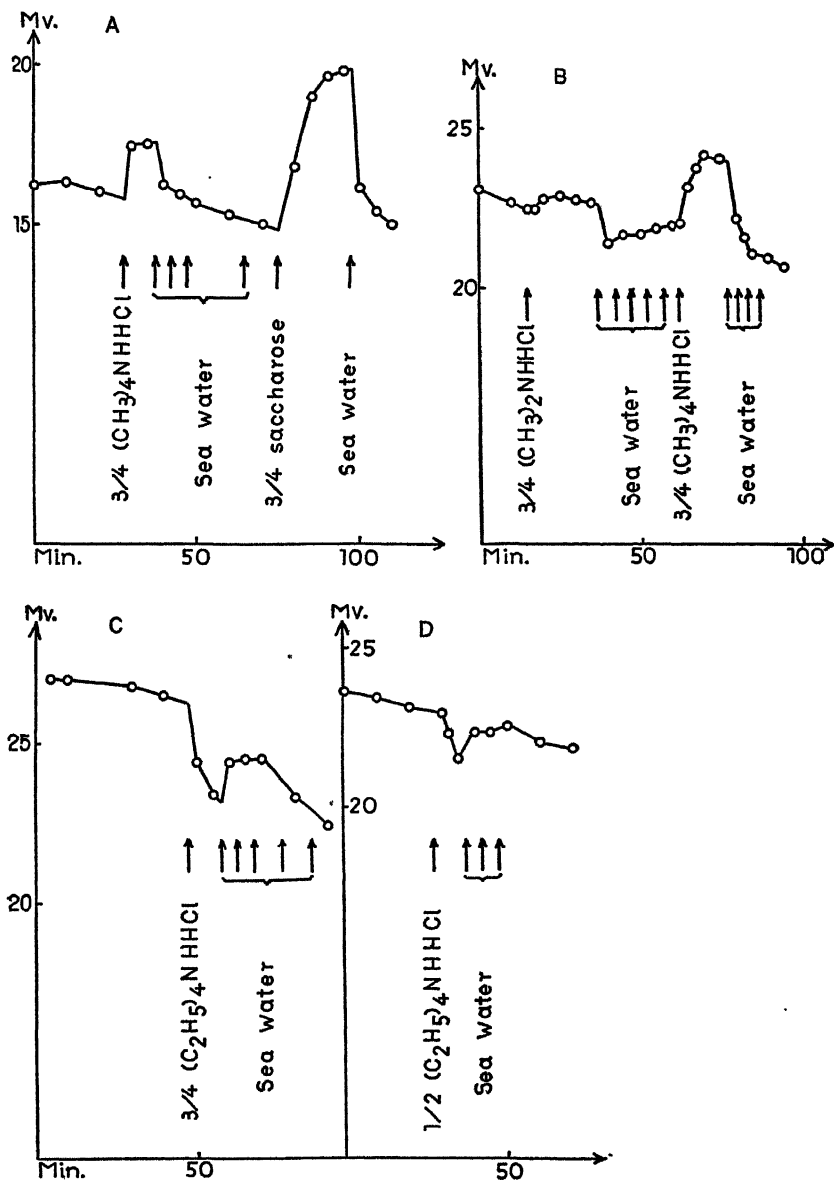 Mv.
A
20
15
3/4 (CH3)4NHHCl
Sea water
3/4 saccharose
Sea water
Min.
50
100
Mv.
B
25
20
3/4 (CH3)2NHHCl
Sea water
3/4 (CH3)4NHHCl
Sea water
50
100
Mv.
C
25
20
3/4 (C2H5)4NHHCl
Sea water
Min.
50
Mv.
D
25
20
1/2 (C2H5)4NHHCl
Sea water
50